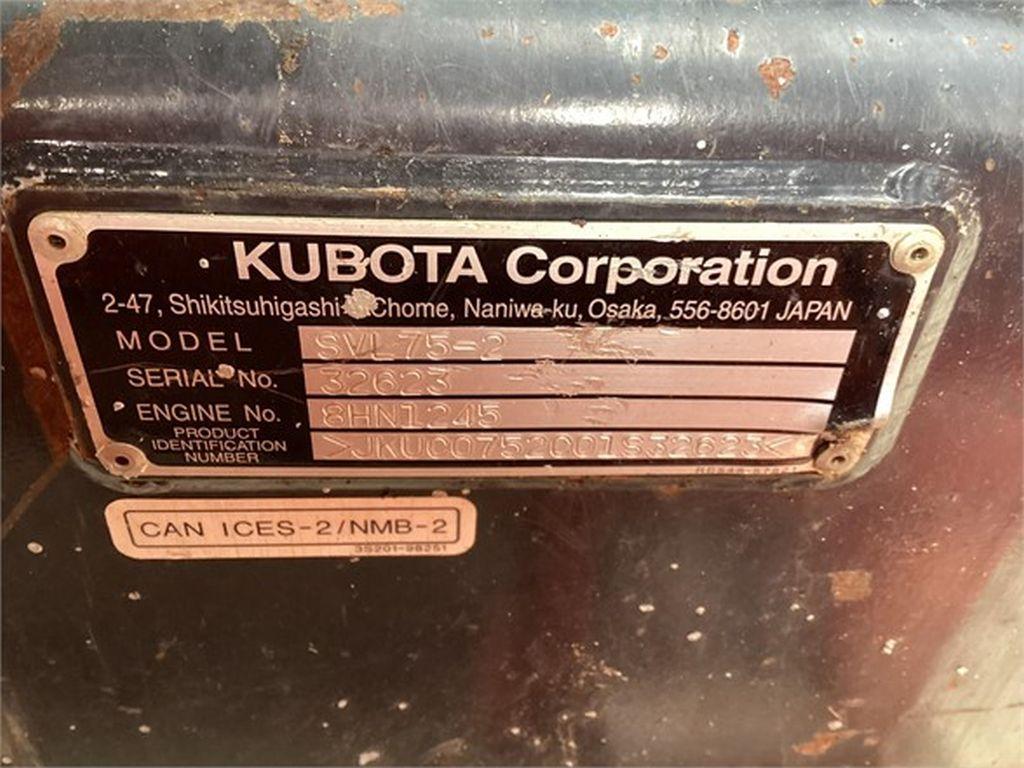 KUBOTA Corporation
2-47, Shikitsuhigashi Chome, Naniwa-ku, Osaka, 556-8601 JAPAN
MODEL SVL75-2
SERIAL No. 32623
ENGINE No. 8HN1245
PRODUCT
IDENTIFICATION
NUMBER >JKUC0752C01S32623<
CAN ICES-2/NMB-2
3S201-98251